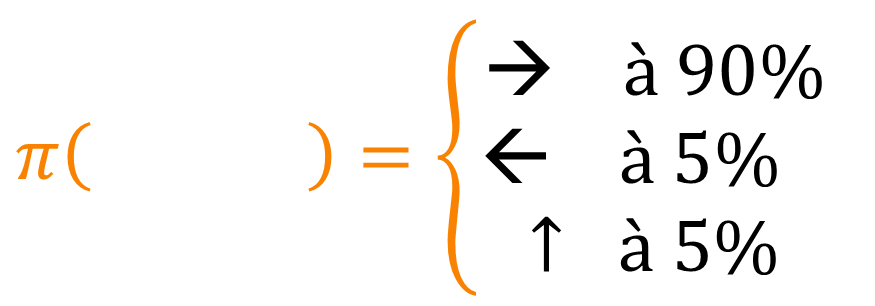 → à 90%
π( ) = { ← à 5%
↑ à 5%